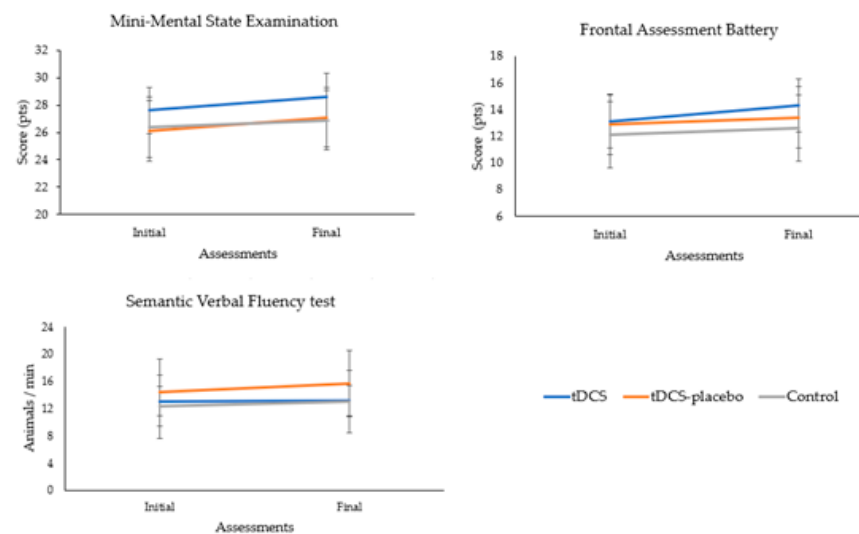 Mini-Mental State Examination
32
30
28
26
24
22
20
Score (pts)
Initial
Final
Assessments
Frontal Assessment Battery
18
16
14
12
10
8
6
Score (pts)
Initial
Final
Assessments
Semantic Verbal Fluency test
24
20
16
12
8
4
0
Animals / min
Initial
Final
Assessments
tDCS tDCS-placebo Control